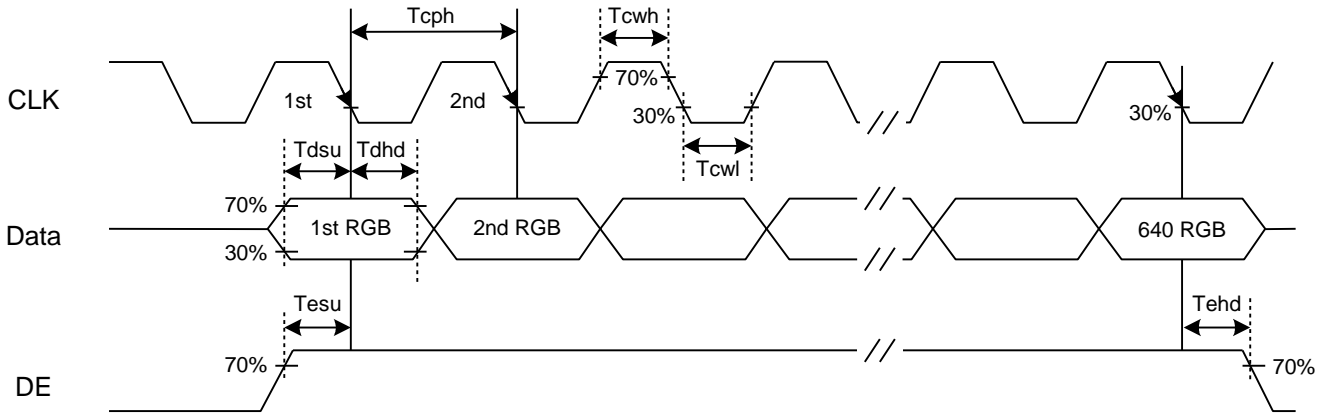 Tcph
Tcwh
CLK
1st
2nd
70%
30%
30%
Tdsu
Tdhd
Tcwl
Data
70%
1st RGB
2nd RGB
640 RGB
30%
Tesu
Tehd
DE
70%
70%